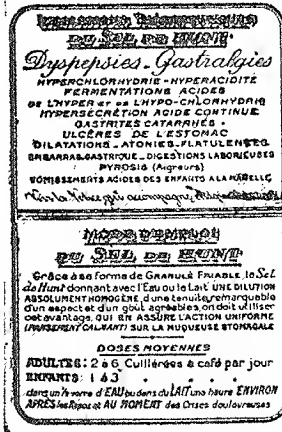 DU SEL DE HUNT
Dyspepsies _ Gastralgies
HYPERCHLORHYDRIE - HYPERACIDITÉ
FERMENTATIONS ACIDES
DE L'HYPER et DE L'HYPO-CHLORHYDRIE
HYPERSÉCRÉTION ACIDE CONTINUE
GASTRITES CATARRHES -
ULCÈRES DE L'ESTOMAC
DILATATIONS - ATONIES - FLATULENCES
EMBARRAS GASTRIQUE _ DIGESTIONS LABORIEUSES
PYROSIS (Aigreurs)
VOMISSEMENTS ACIDES DES ENFANTS A LA MAMELLE
qui accompagne
MODE D'EMPLOI
DU SEL DE HUNT
Grâce à sa forme de GRANULÉ FRIABLE, le Sel
de Hunt donnant avec l'Eau ou le Lait UNE DILUTION
ABSOLUMENT HOMOGÈNE, d'une tenuité remarquable
d'un aspect et d'un goût agréables, on doit utiliser
cet avantage, QUI EN ASSURE L'ACTION UNIFORME
SUR LA MUQUEUSE STOMACALE
DOSES MOYENNES
ADULTES: 2 à 6 Cuillérées à café par jour
ENFANTS: 1 à 3
dans un ½ verre d'EAU ou dans du LAIT une heure ENVIRON
APRÈS les Repas et AU MOMENT des Crises douloureuses